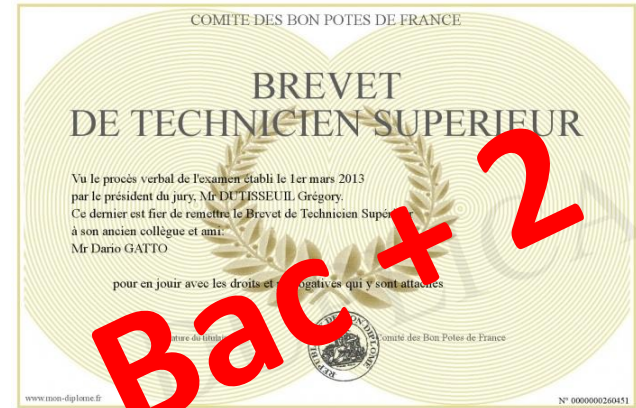 COMITE DES BON POTES DE FRANCE
BREVET
DE TECHNICIEN SUPERIEUR
Vu le procès verbal de l'examen établi le 1er mars 2013
par le président du jury, Mr DUTISSEUIL Grégory.
Ce dernier est fier de remettre le Brevet de Technicien
à son ancien collègue et ami:
Mr Dario GATTO
pour en jouir avec les droits et qui y sont attachés
Bac + 2
Comité des Bon Potes de France
www.mon-diplome.fr
N° 0000000260451